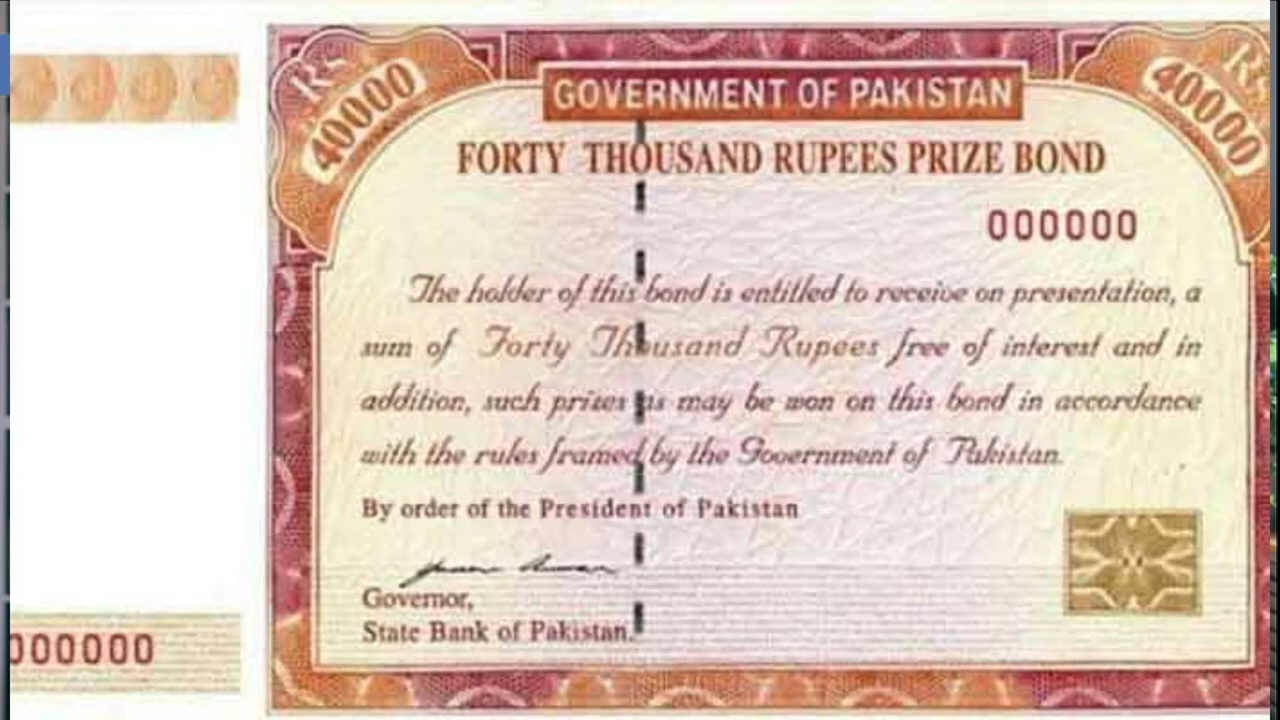 Rs
40000
GOVERNMENT OF PAKISTAN
Rs
40000
FORTY THOUSAND RUPEES PRIZE BOND
000000
The holder of this bond is entitled to receive on presentation, a
sum of Forty Thousand Rupees free of interest and in
addition, such prizes as may be won on this bond in accordance
with the rules framed by the Government of Pakistan.
By order of the President of Pakistan
Governor,
State Bank of Pakistan.
000000